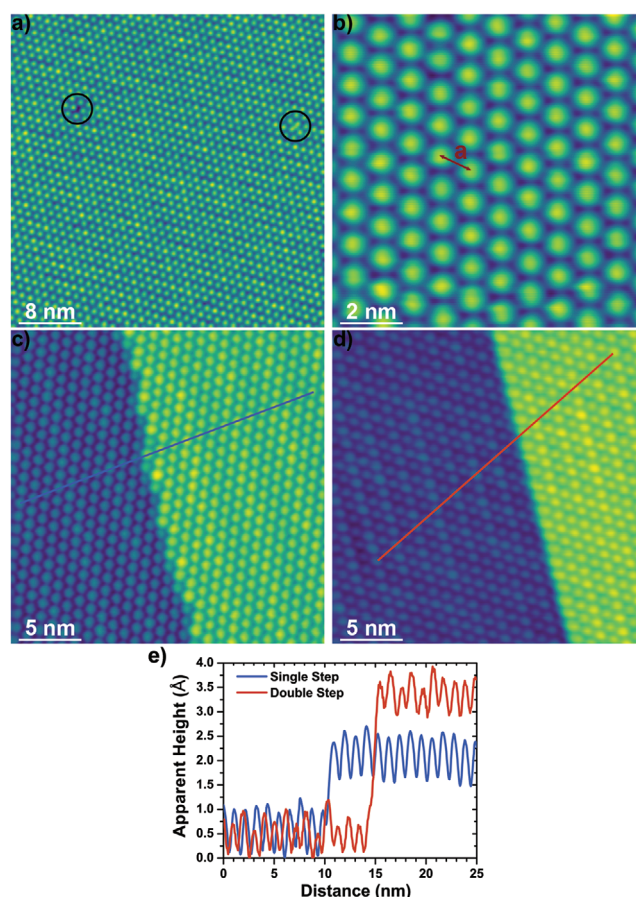 a)
8 nm
b)
a
2 nm
c)
5 nm
d)
5 nm
e)
Single Step
Double Step
4.0
3.5
3.0
2.5
2.0
1.5
1.0
0.5
0.0
Apparent Height (Å)
0 5 10 15 20 25
Distance (nm)